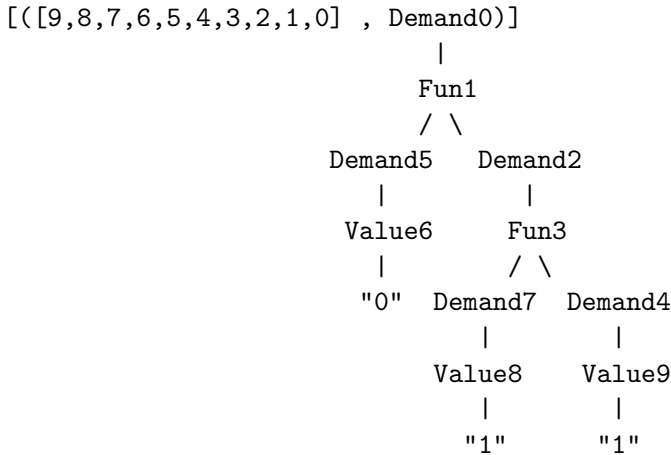 [([9,8,7,6,5,4,3,2,1,0] , Demand0)]
|
Fun1
/ \
Demand5 Demand2
| |
Value6 Fun3
| / \
"0" Demand7 Demand4
| |
Value8 Value9
| |
"1" "1"